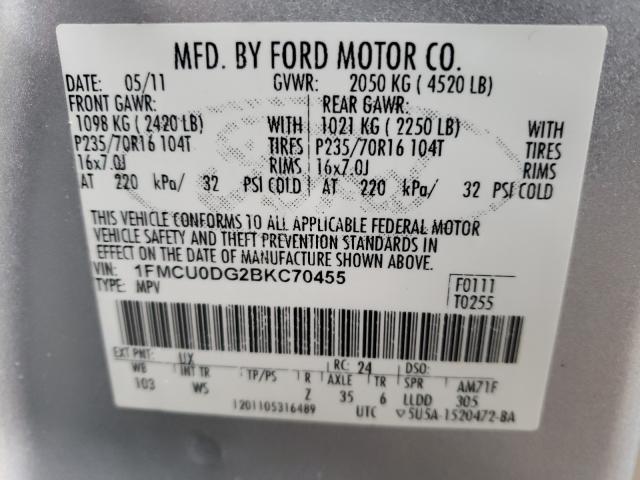 MFD. BY FORD MOTOR CO.
DATE: 05/11 GVWR: 2050 KG ( 4520 LB)
FRONT GAWR: REAR GAWR:
1098 KG ( 2420 LB) WITH 1021 KG ( 2250 LB) WITH
P235/70R16 104T TIRES P235/70R16 104T TIRES
16x7.0J RIMS 16x7.0J RIMS
AT 220 kPa/ 32 PSI COLD AT 220 kPa/ 32 PSI COLD
THIS VEHICLE CONFORMS TO ALL APPLICABLE FEDERAL MOTOR
VEHICLE SAFETY AND THEFT PREVENTION STANDARDS IN
EFFECT ON THE DATE OF MANUFACTURE SHOWN ABOVE.
VIN: 1FMCU0DG2BKC70455 F0111
TYPE: MPV T0255
EXT PNT: UX RC: 24 DSO:
WB INT TR TP/PS R AXLE TR SPR AM71F
103 WS Z 35 6 LLDD 305
1201105316489 UTC ▽5U5A-1520472-BA